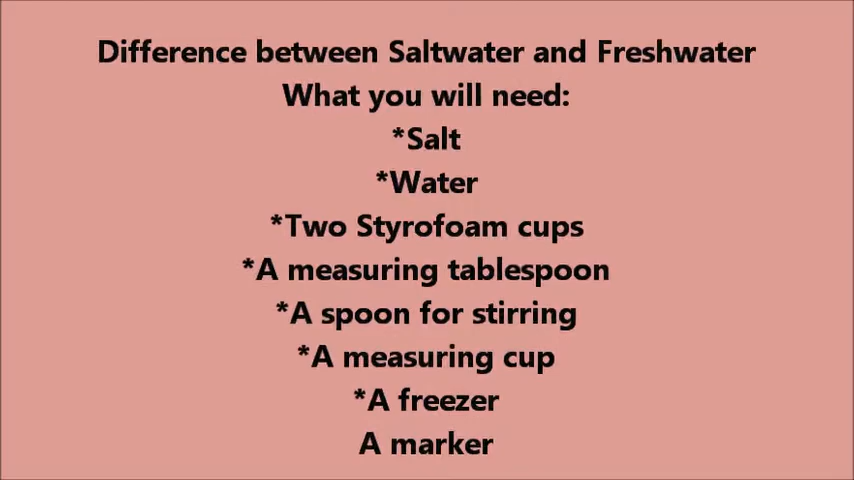 Difference between Saltwater and Freshwater
What you will need:
*Salt
*Water
*Two Styrofoam cups
*A measuring tablespoon
*A spoon for stirring
*A measuring cup
*A freezer
A marker